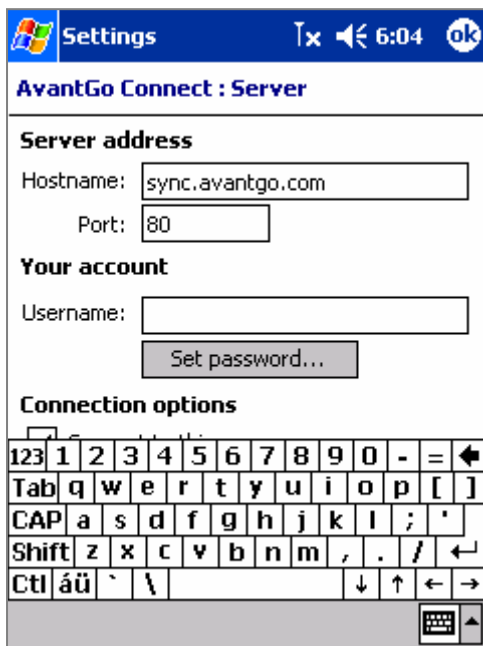 Settings 6:04 ok
AvantGo Connect : Server
Server address
Hostname: sync.avantgo.com
Port: 80
Your account
Username:
Set password...
Connection options
123 1 2 3 4 5 6 7 8 9 0 - =
Tab q w e r t y u i o p [ ]
CAP a s d f g h j k l ; '
Shift z x c v b n m , . /
Ctl áü ` \